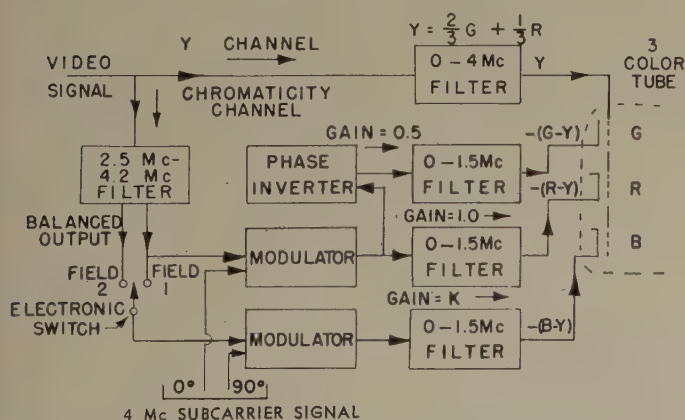 Y CHANNEL
Y = 2/3 G + 1/3 R
3
COLOR
TUBE
VIDEO
SIGNAL
0-4Mc
FILTER
Y
CHROMATICITY
CHANNEL
GAIN = 0.5
-(G-Y)
G
2.5 Mc-
4.2 Mc
FILTER
PHASE
INVERTER
0-1.5Mc
FILTER
-(R-Y)
R
BALANCED
OUTPUT
GAIN=1.0
MODULATOR
0-1.5Mc
FILTER
B
FIELD
2
FIELD
1
ELECTRONIC
SWITCH
GAIN=K
MODULATOR
0-1.5Mc
FILTER
-(B-Y)
0° 90°
4 Mc SUBCARRIER SIGNAL